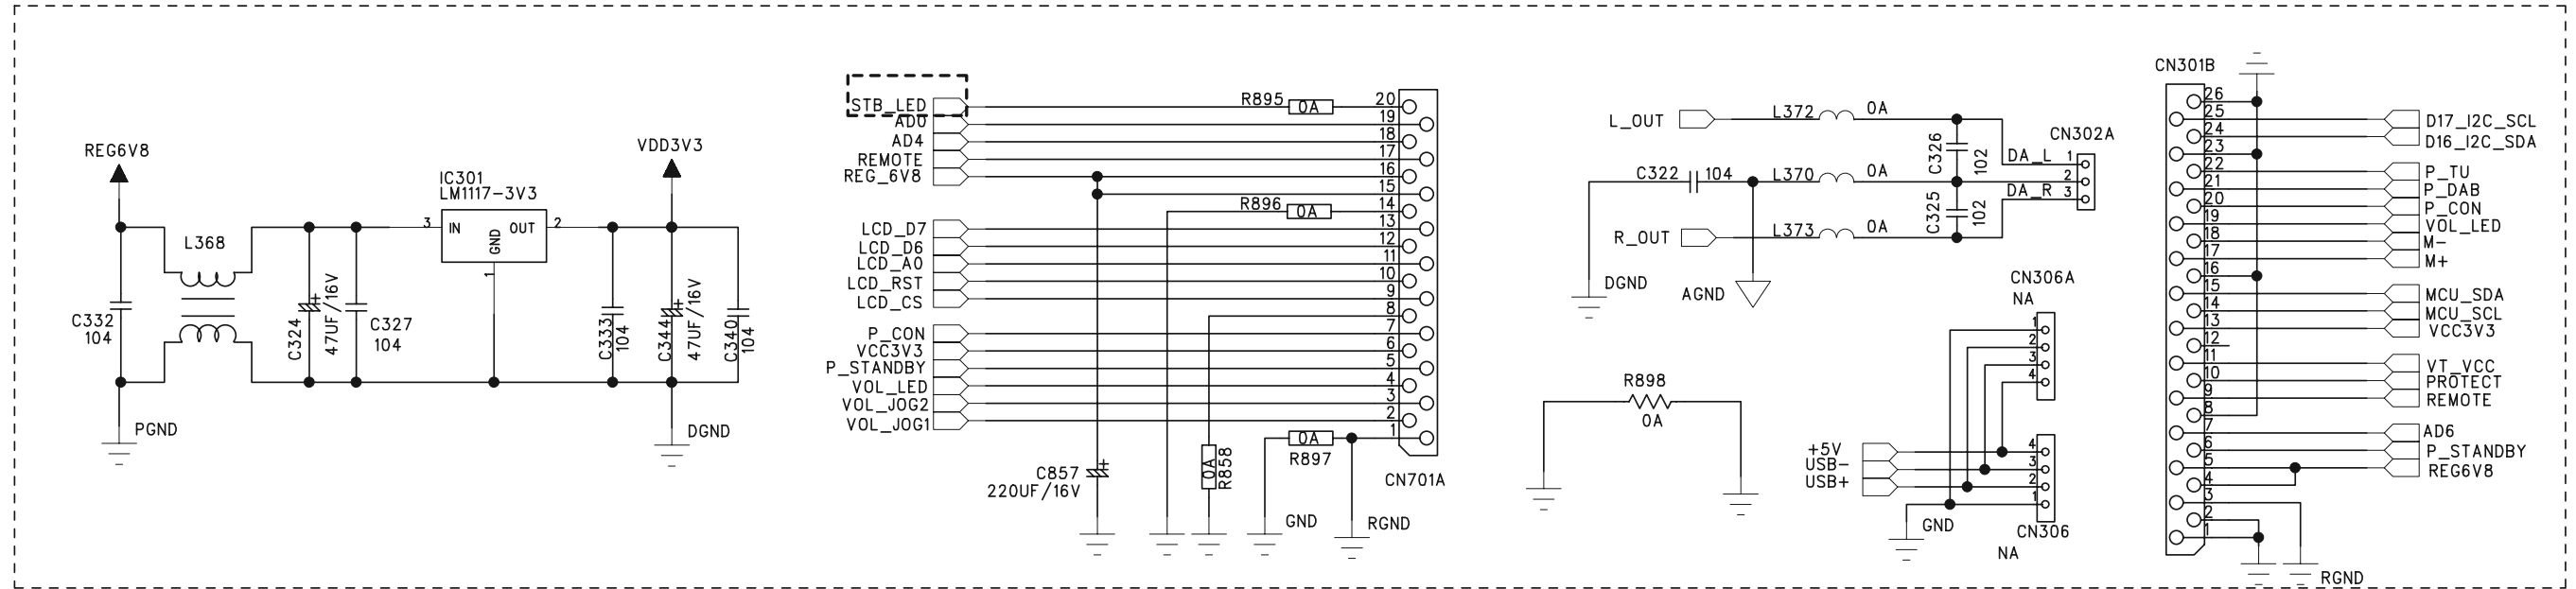 REG6V8
L368
C332
104
PGND
C324
47UF/16V
C327
104
IC301
LM1117-3V3
3
IN
OUT
2
GND
1
VDD3V3
C333
104
C344
47UF/16V
C340
104
DGND
STB_LED
AD0
AD4
REMOTE
REG_6V8
LCD_D7
LCD_D6
LCD_A0
LCD_RST
LCD_CS
P_CON
VCC3V3
P_STANDBY
VOL_LED
VOL_JOG2
VOL_JOG1
R895
0A
R896
0A
20
19
18
17
16
15
14
13
12
11
10
9
8
7
6
5
4
3
2
1
0A
R897
CN701A
C857
220UF/16V
0A
R858
GND
RGND
L_OUT
L372
0A
C322
104
L370
0A
R_OUT
L373
0A
DGND
AGND
C326
102
C325
102
DA_L
DA_R
CN302A
1
2
3
R898
0A
CN306A
NA
1
2
3
4
+5V
USB-
USB+
4
3
2
1
GND
CN306
NA
CN301B
26
25
24
23
22
21
20
19
18
17
16
15
14
13
12
11
10
9
8
7
6
5
4
3
2
1
D17_I2C_SCL
D16_I2C_SDA
P_TU
P_DAB
P_CON
VOL_LED
M-
M+
MCU_SDA
MCU_SCL
VCC3V3
VT_VCC
PROTECT
REMOTE
AD6
P_STANDBY
REG6V8
RGND